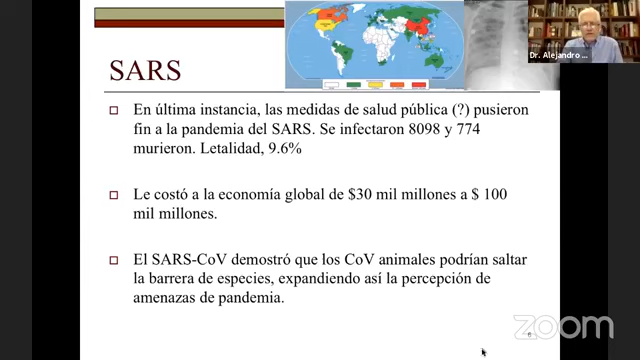 Dr. Alejandro ...
SARS
En última instancia, las medidas de salud pública (?) pusieron
fin a la pandemia del SARS. Se infectaron 8098 y 774
murieron. Letalidad, 9.6%
Le costó a la economía global de $30 mil millones a $ 100
mil millones.
El SARS-CoV demostró que los CoV animales podrían saltar
la barrera de especies, expandiendo así la percepción de
amenazas de pandemia.
6
zoom